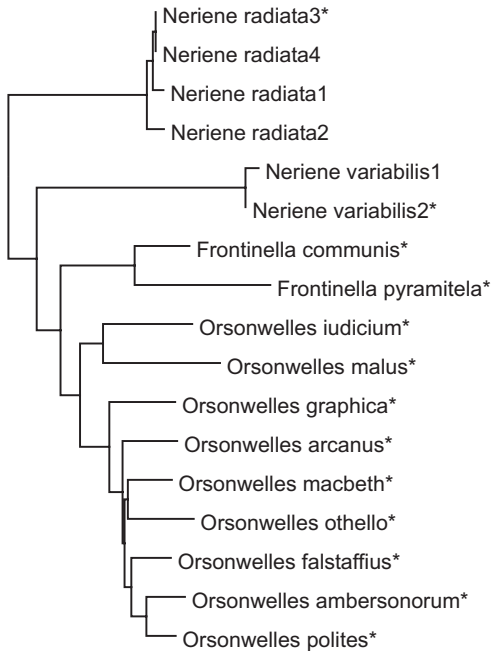 Neriene radiata3*
Neriene radiata4
Neriene radiata1
Neriene radiata2
Neriene variabilis1
Neriene variabilis2*
Frontinella communis*
Frontinella pyramitela*
Orsonwelles iudicium*
Orsonwelles malus*
Orsonwelles graphica*
Orsonwelles arcanus*
Orsonwelles macbeth*
Orsonwelles othello*
Orsonwelles falstaffius*
Orsonwelles ambersonorum*
Orsonwelles polites*